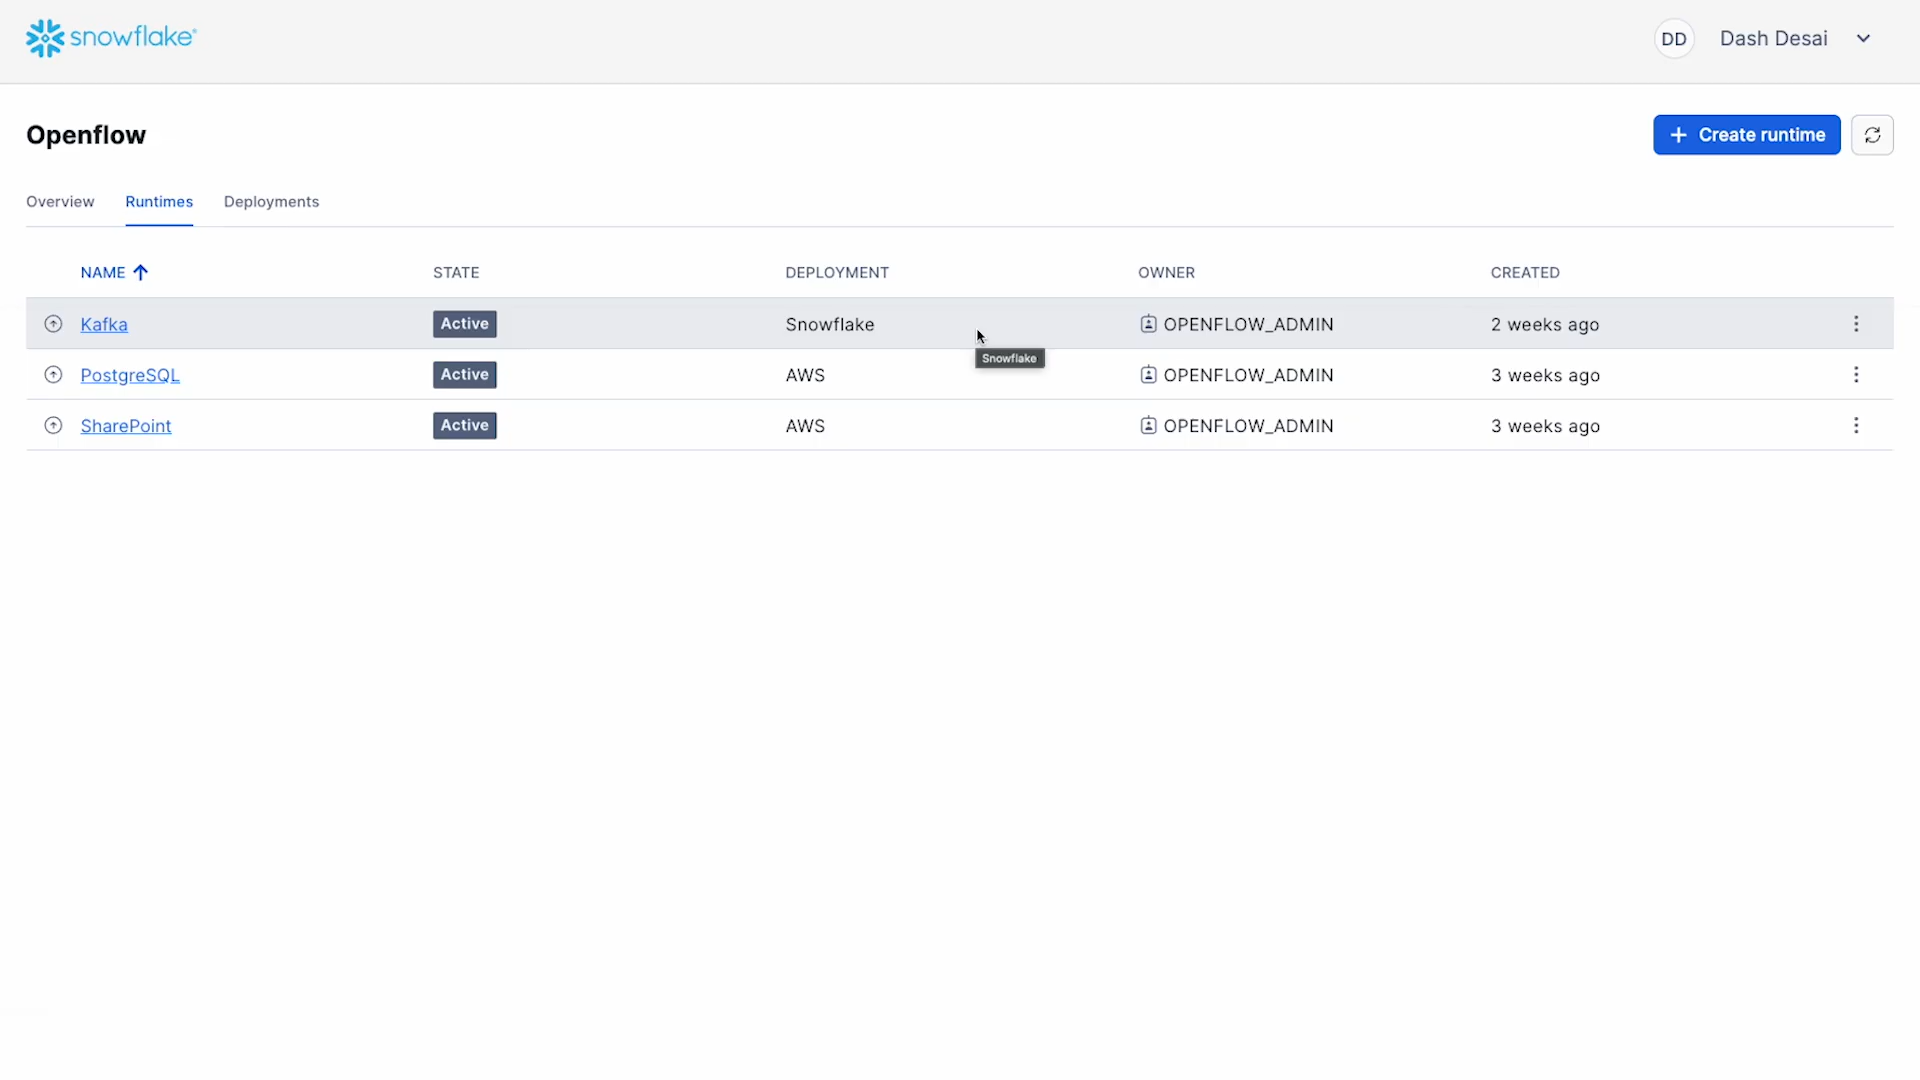 snowflake®
DD Dash Desai
Openflow
+ Create runtime
Overview Runtimes Deployments
NAME STATE DEPLOYMENT OWNER CREATED
Kafka Active Snowflake OPENFLOW_ADMIN 2 weeks ago
Snowflake
PostgreSQL Active AWS OPENFLOW_ADMIN 3 weeks ago
SharePoint Active AWS OPENFLOW_ADMIN 3 weeks ago